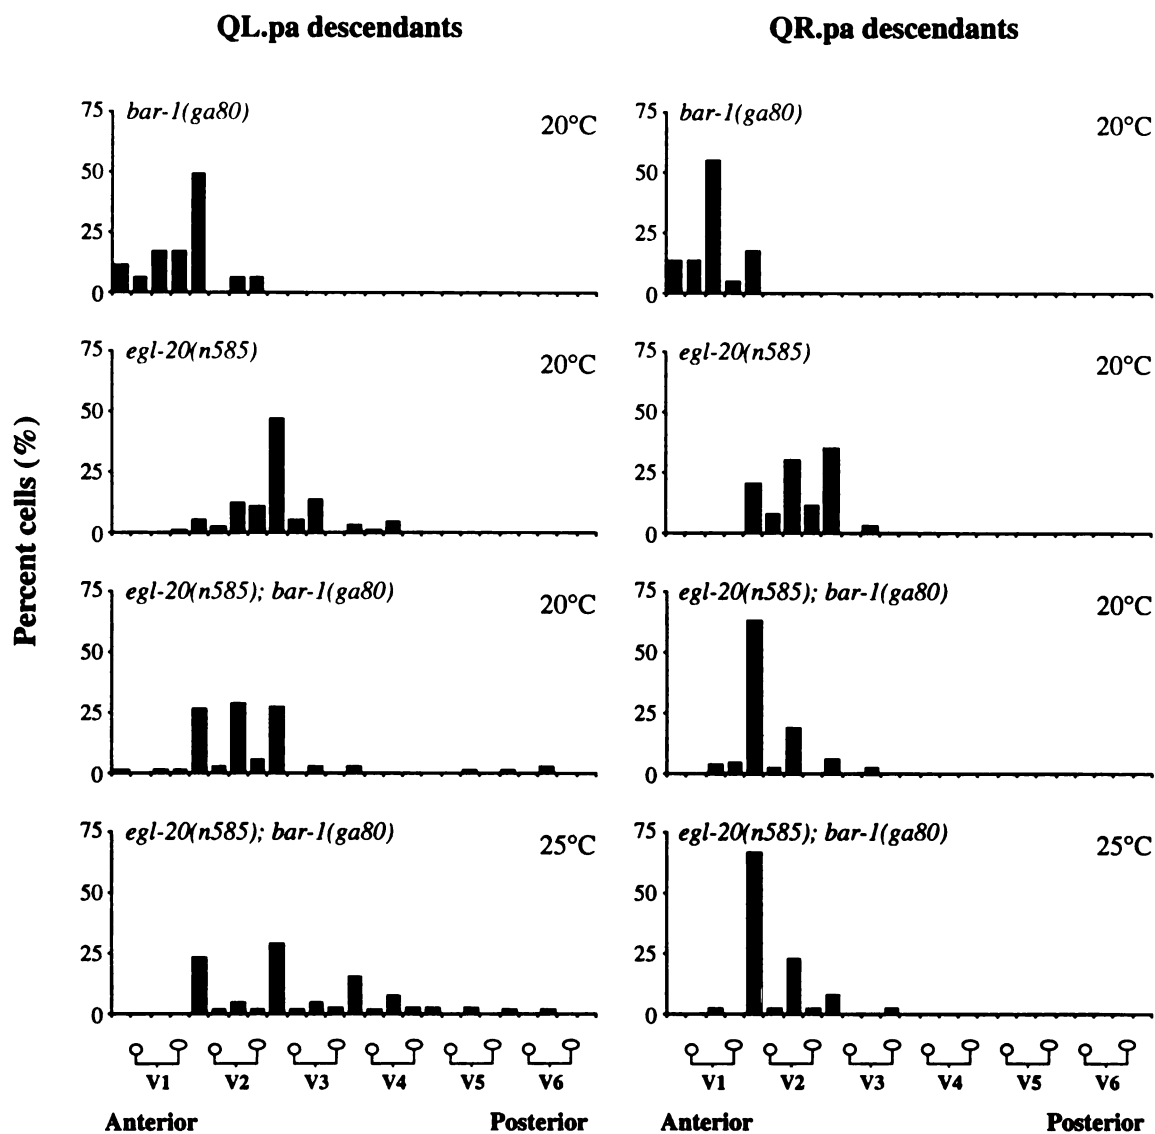 QL.pa descendants
QR.pa descendants
Percent cells (%)
bar-1(ga80)
20°C
75
50
25
0
bar-1(ga80)
20°C
75
50
25
0
egl-20(n585)
20°C
75
50
25
0
egl-20(n585)
20°C
75
50
25
0
egl-20(n585); bar-1(ga80)
20°C
75
50
25
0
egl-20(n585); bar-1(ga80)
20°C
75
50
25
0
egl-20(n585); bar-1(ga80)
25°C
75
50
25
0
egl-20(n585); bar-1(ga80)
25°C
75
50
25
0
V1 V2 V3 V4 V5 V6
V1 V2 V3 V4 V5 V6
Anterior Posterior
Anterior Posterior